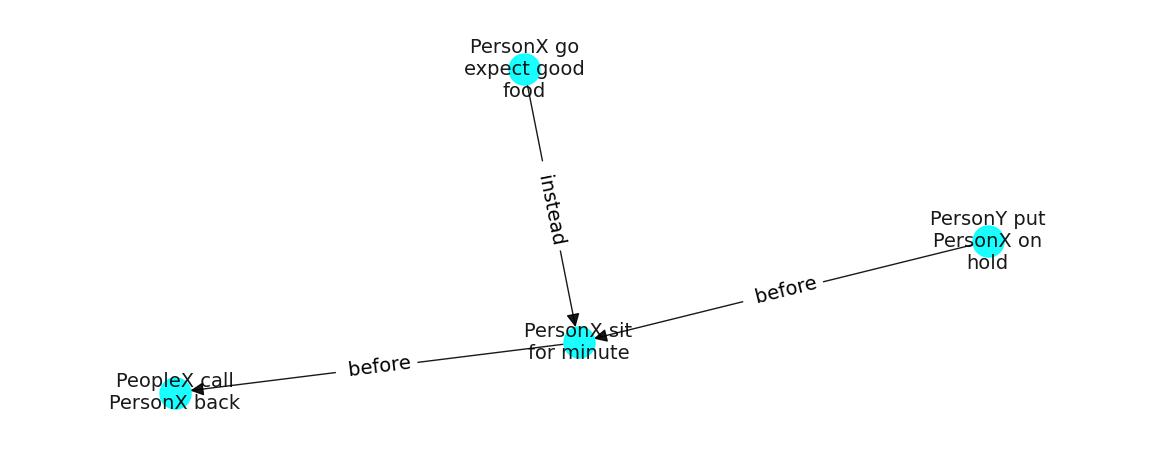 PersonX go
expect good
food
instead
PersonY put
PersonX on
hold
before
PersonX sit
for minute
before
PeopleX call
PersonX back